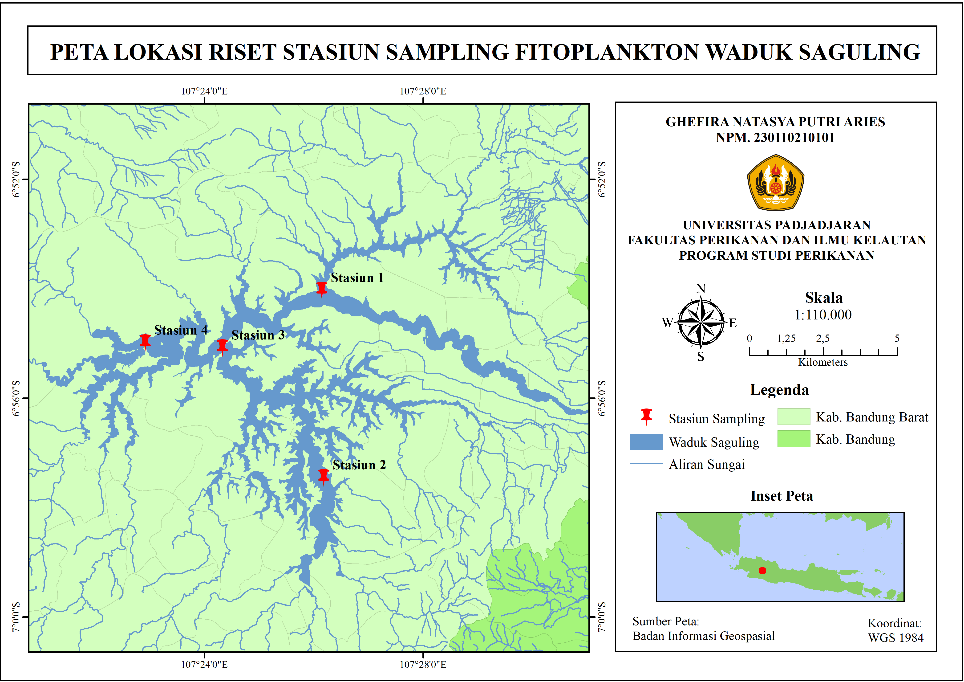 PETA LOKASI RISET STASIUN SAMPLING FITOPLANKTON WADUK SAGULING
107°24'0"E 107°28'0"E
6°52'0"S 6°52'0"S
Stasiun 1
Stasiun 4
Stasiun 3
6°56'0"S 6°56'0"S
Stasiun 2
7°0'0"S 7°0'0"S
107°24'0"E 107°28'0"E
GHEFIRA NATASYA PUTRI ARIES
NPM. 230110210101
UNIVERSITAS PADJADJARAN
FAKULTAS PERIKANAN DAN ILMU KELAUTAN
PROGRAM STUDI PERIKANAN
N
W E
S
Skala
1:110,000
0 1,25 2,5 5
Kilometers
Legenda
Stasiun Sampling
Waduk Saguling
Aliran Sungai
Kab. Bandung Barat
Kab. Bandung
Inset Peta
Sumber Peta:
Badan Informasi Geospasial
Koordinat:
WGS 1984